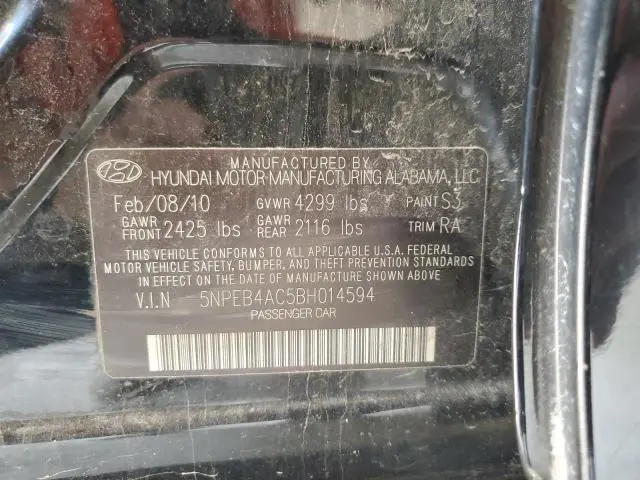 MANUFACTURED BY
HYUNDAI MOTOR MANUFACTURING ALABAMA, LLC
Feb/08/10 GVWR 4299 lbs PAINT S3
GAWR FRONT 2425 lbs GAWR REAR 2116 lbs TRIM RA
THIS VEHICLE CONFORMS TO ALL APPLICABLE U.S.A. FEDERAL
MOTOR VEHICLE SAFETY, BUMPER, AND THEFT PREVENTION STANDARDS
IN EFFECT ON THE DATE OF MANUFACTURE SHOWN ABOVE
V.I.N 5NPEB4AC5BH014594
PASSENGER CAR